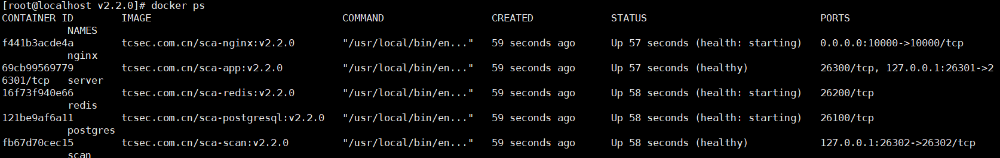 [root@localhost v2.2.0]# docker ps
CONTAINER ID        IMAGE                                COMMAND                  CREATED             STATUS                             PORTS
           NAMES
f441b3acde4a        tcsec.com.cn/sca-nginx:v2.2.0        "/usr/local/bin/en..."   59 seconds ago      Up 57 seconds (health: starting)   0.0.0.0:10000->10000/tcp
           nginx
69cb99569779        tcsec.com.cn/sca-app:v2.2.0          "/usr/local/bin/en..."   59 seconds ago      Up 57 seconds (healthy)            26300/tcp, 127.0.0.1:26301->2
6301/tcp   server
16f73f940e66        tcsec.com.cn/sca-redis:v2.2.0        "/usr/local/bin/en..."   59 seconds ago      Up 58 seconds (health: starting)   26200/tcp
           redis
121be9af6a11        tcsec.com.cn/sca-postgresql:v2.2.0   "/usr/local/bin/en..."   59 seconds ago      Up 58 seconds (health: starting)   26100/tcp
           postgres
fb67d70cec15        tcsec.com.cn/sca-scan:v2.2.0         "/usr/local/bin/en..."   59 seconds ago      Up 58 seconds (healthy)            127.0.0.1:26302->26302/tcp
           scan